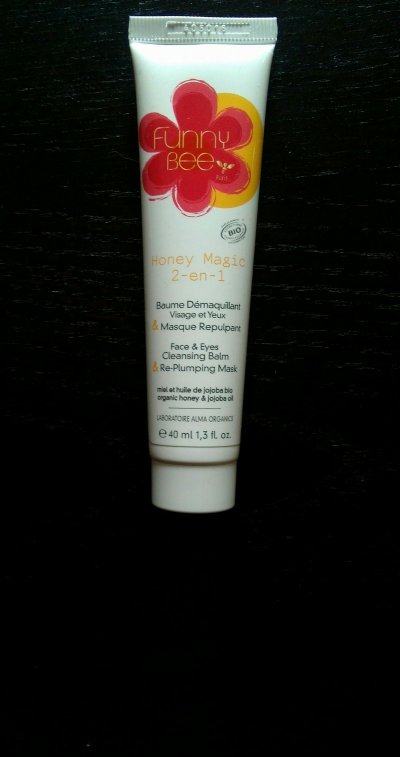 Funny
Bee
Paris
BIO
Honey Magic
2-en-1
Baume Démaquillant
Visage et Yeux
& Masque Repulpant
Face & Eyes
Cleansing Balm
& Re-Plumping Mask
miel et huile de jojoba bio
organic honey & jojoba oil
LABORATOIRE ALMA ORGANICS
℮ 40 ml 1,3 fl. oz.